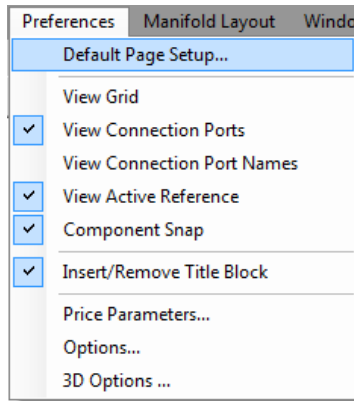 Preferences Manifold Layout
Default Page Setup...
View Grid
View Connection Ports
View Connection Port Names
View Active Reference
Component Snap
Insert/Remove Title Block
Price Parameters...
Options...
3D Options ...